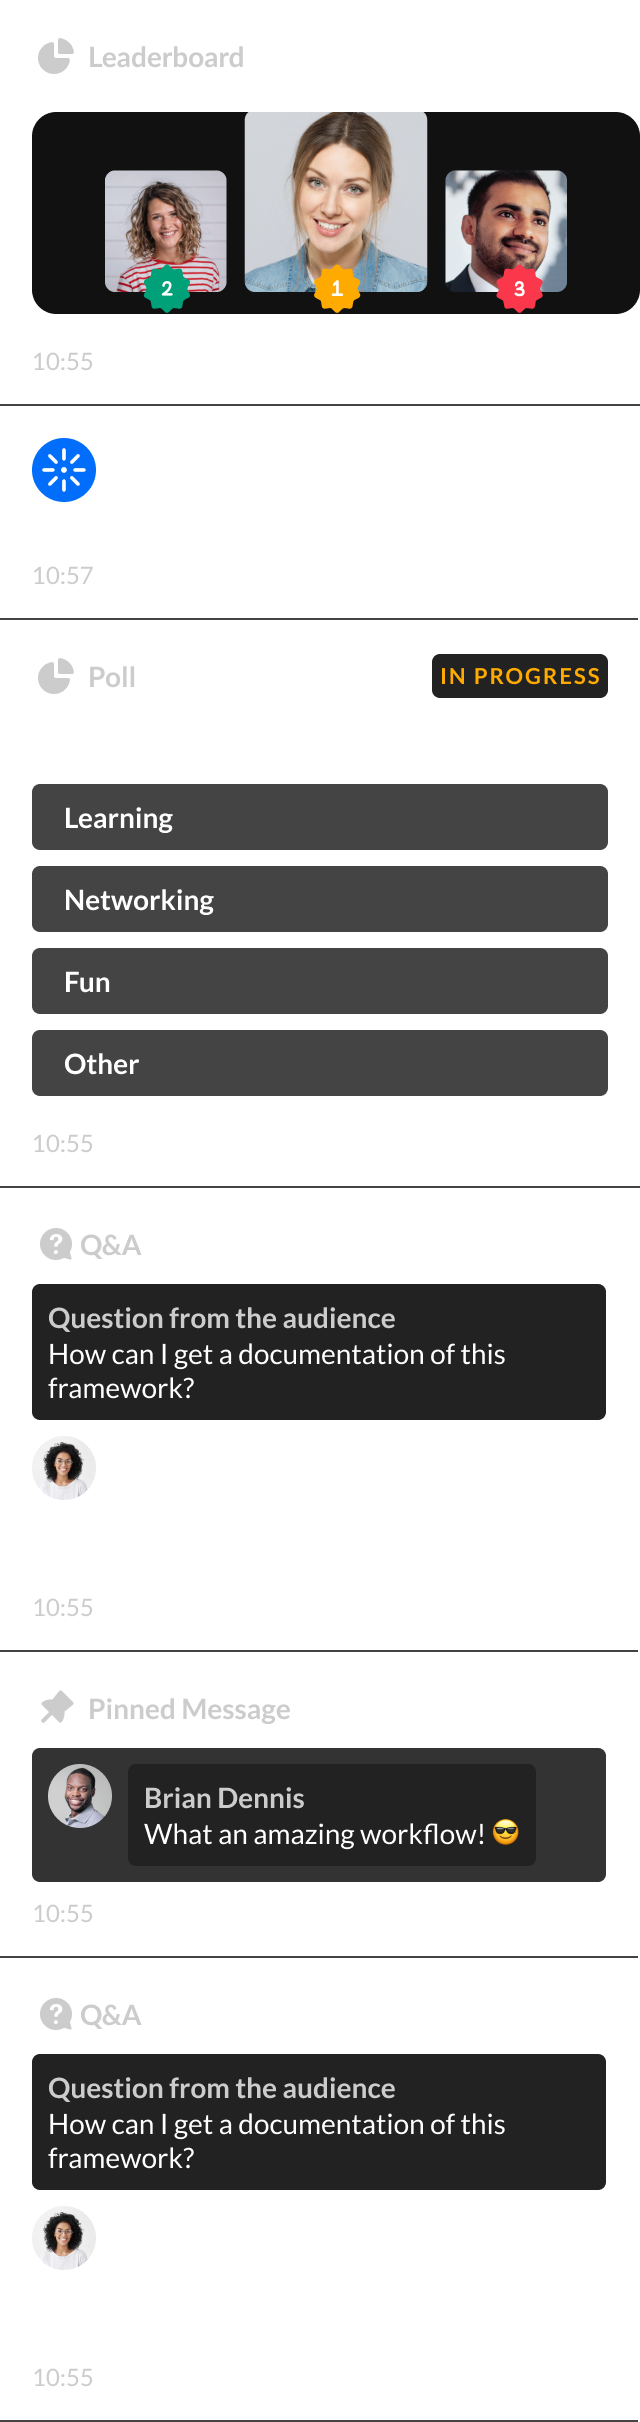 Leaderboard
2
1
3
10:55
10:57
Poll
IN PROGRESS
Learning
Networking
Fun
Other
10:55
Q&A
Question from the audience
How can I get a documentation of this
framework?
10:55
Pinned Message
Brian Dennis
What an amazing workflow! 😎
10:55
Q&A
Question from the audience
How can I get a documentation of this
framework?
10:55